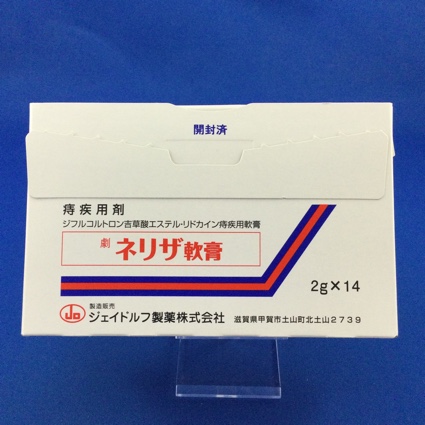 開封済
痔疾用剤
ジフルコルトロン吉草酸エステル・リドカイン痔疾用軟膏
劇 ネリザ軟膏
2g×14
JD
製造販売
ジェイドルフ製薬株式会社 滋賀県甲賀市土山町北土山2739